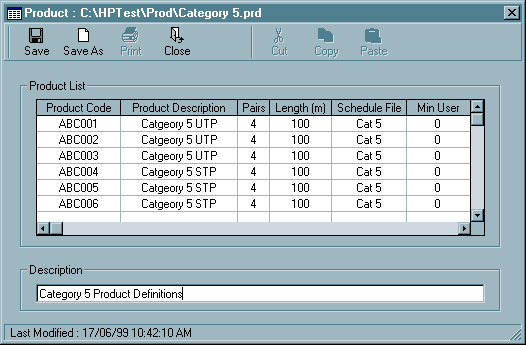 Product : C:\HPTest\Prod\Category 5.prd
Save Save As Print Close Cut Copy Paste
Product List
Product Code Product Description Pairs Length (m) Schedule File Min User
ABC001 Catgeory 5 UTP 4 100 Cat 5 0
ABC002 Catgeory 5 UTP 4 100 Cat 5 0
ABC003 Catgeory 5 UTP 4 100 Cat 5 0
ABC004 Catgeory 5 STP 4 100 Cat 5 0
ABC005 Catgeory 5 STP 4 100 Cat 5 0
ABC006 Catgeory 5 STP 4 100 Cat 5 0
Description
Category 5 Product Definitions
Last Modified : 17/06/99 10:42:10 AM